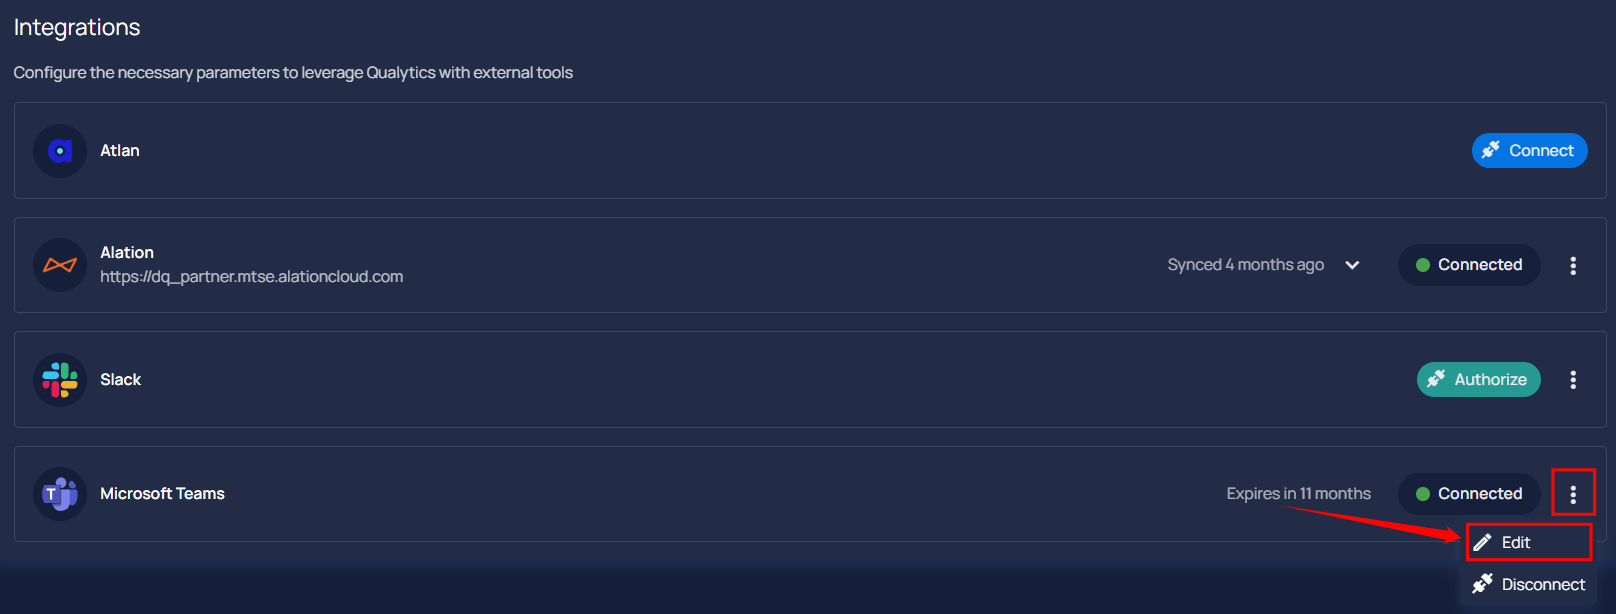 Integrations
Configure the necessary parameters to leverage Qualytics with external tools
Atlan
Connect
Alation
https://dq_partner.mtse.alationcloud.com
Synced 4 months ago
Connected
Slack
Authorize
T
Microsoft Teams
Expires in 11 months
Connected
Edit
Disconnect